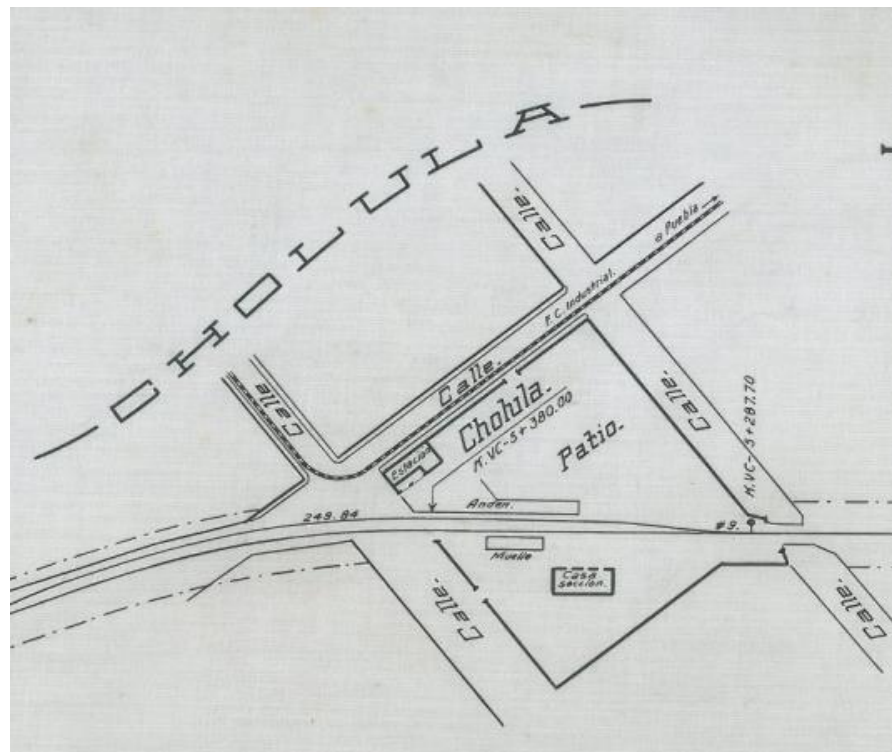 CHOLULA
Calle.
a Puebla
F.C. Industrial.
Calle
Calle.
Calle.
Cholula.
K.VC-5+380.00
Patio.
K.VC-5+287.70
Estación
Anden.
249.84
#9.
Muelle
Casa
sección.
Calle.
Calle.